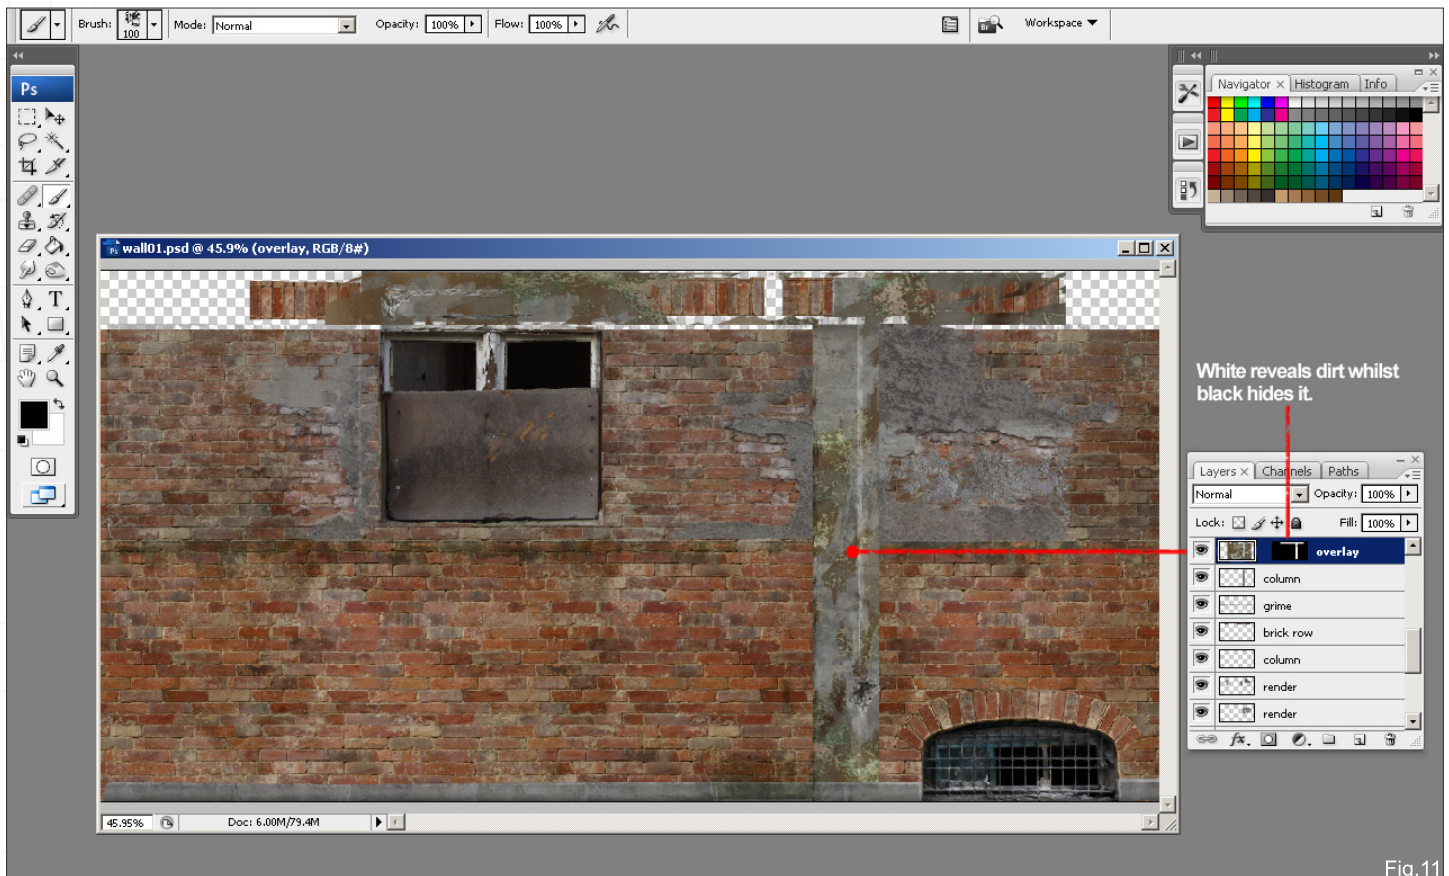 Brush: 100 Mode: Normal Opacity: 100% Flow: 100% Workspace
Ps
Navigator × Histogram Info
Ps wall01.psd @ 45.9% (overlay, RGB/8#)
White reveals dirt whilst
black hides it.
Layers × Channels Paths
Normal Opacity: 100%
Lock: Fill: 100%
overlay
column
grime
brick row
column
render
render
fx.
45.95% Doc: 6.00M/79.4M
Fig.11